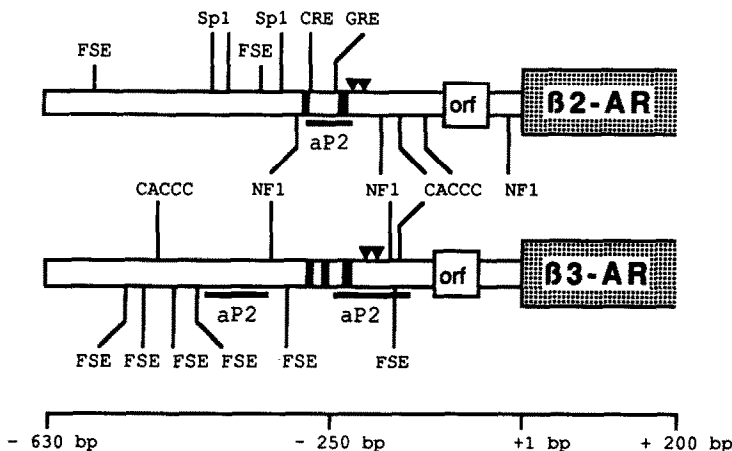 Sp1 Sp1 CRE GRE
FSE FSE
orf ß2-AR
aP2
CACCC NF1 NF1 CACCC NF1
orf ß3-AR
aP2 aP2
FSE FSE FSE FSE FSE FSE
- 630 bp - 250 bp +1 bp + 200 bp